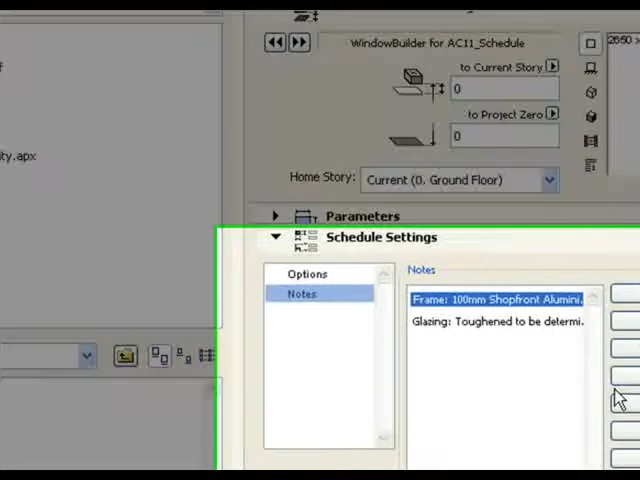 WindowBuilder for AC11_Schedule
2650 x
to Current Story
f
0
to Project Zero
0
ity.apx
Home Story:
Current (0, Ground Floor)
Parameters
Schedule Settings
Options
Notes
Notes
Frame: 100mm Shopfront Alumini.
Glazing: Toughened to be determi.